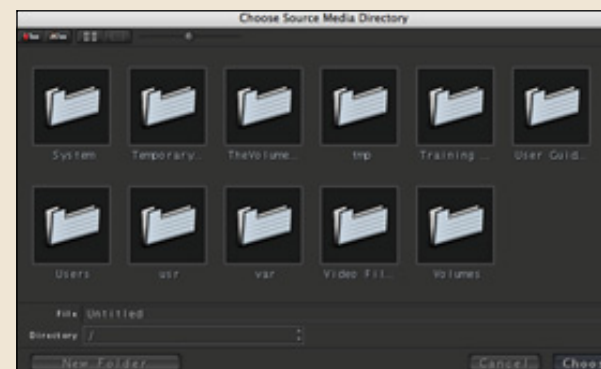 Choose Source Media Directory
System Temporary.. TheVolume.. tmp Training .. User Guid..
Users usr var Video Fil.. Volumes
File Untitled
Directory /
New Folder Cancel Choos